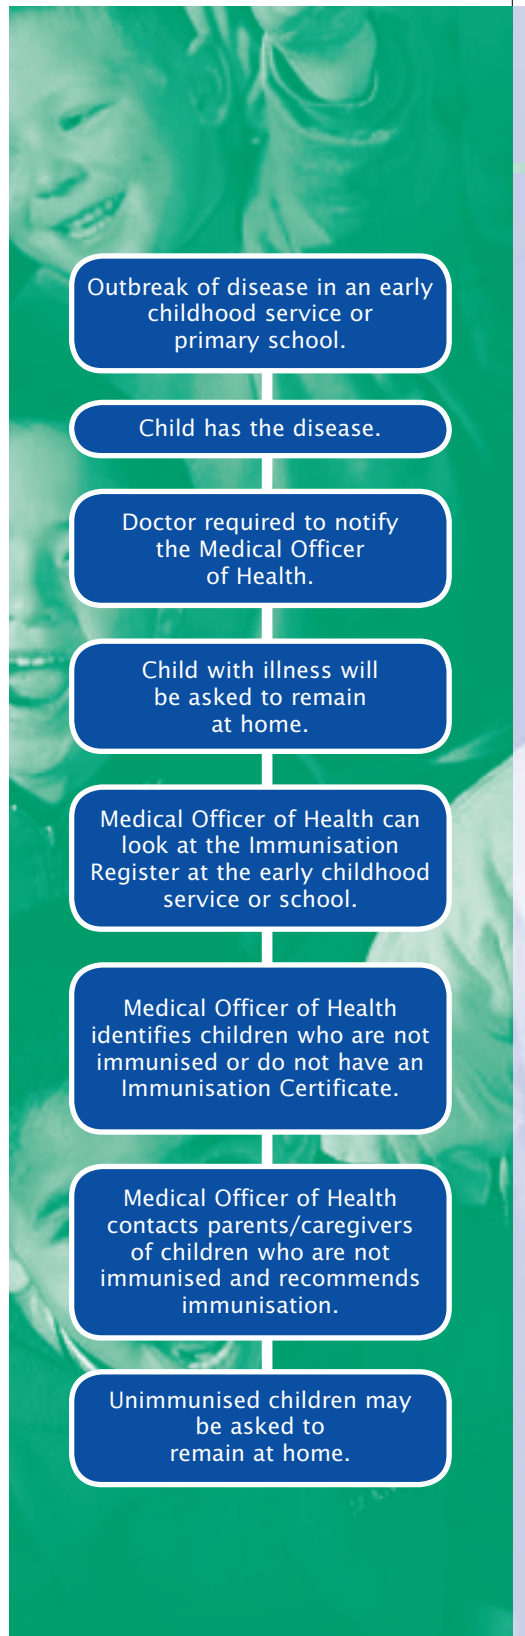 Outbreak of disease in an early
childhood service or
primary school.
Child has the disease.
Doctor required to notify
the Medical Officer
of Health.
Child with illness will
be asked to remain
at home.
Medical Officer of Health can
look at the Immunisation
Register at the early childhood
service or school.
Medical Officer of Health
identifies children who are not
immunised or do not have an
Immunisation Certificate.
Medical Officer of Health
contacts parents/caregivers
of children who are not
immunised and recommends
immunisation.
Unimmunised children may
be asked to
remain at home.